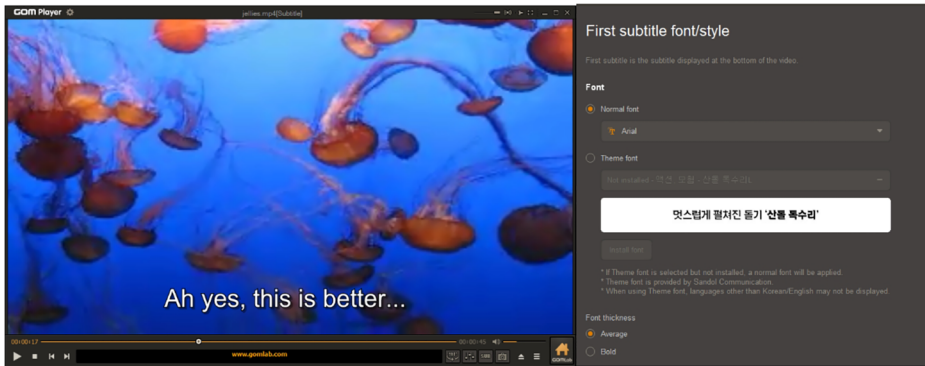 GOM Player
jellies.mp4[Subtitle]
Ah yes, this is better...
00:00:17
00:00:45
www.gomlab.com
First subtitle font/style
First subtitle is the subtitle displayed at the bottom of the video.
Font
Normal font
Arial
Theme font
멋스럽게 펼쳐진 돌기 '산돌 독수리'
Install font
* If Theme font is selected but not installed, a normal font will be applied.
* Theme font is provided by Sandol Communication.
* When using Theme font, languages other than Korean/English may not be displayed.
Font thickness
Average
Bold